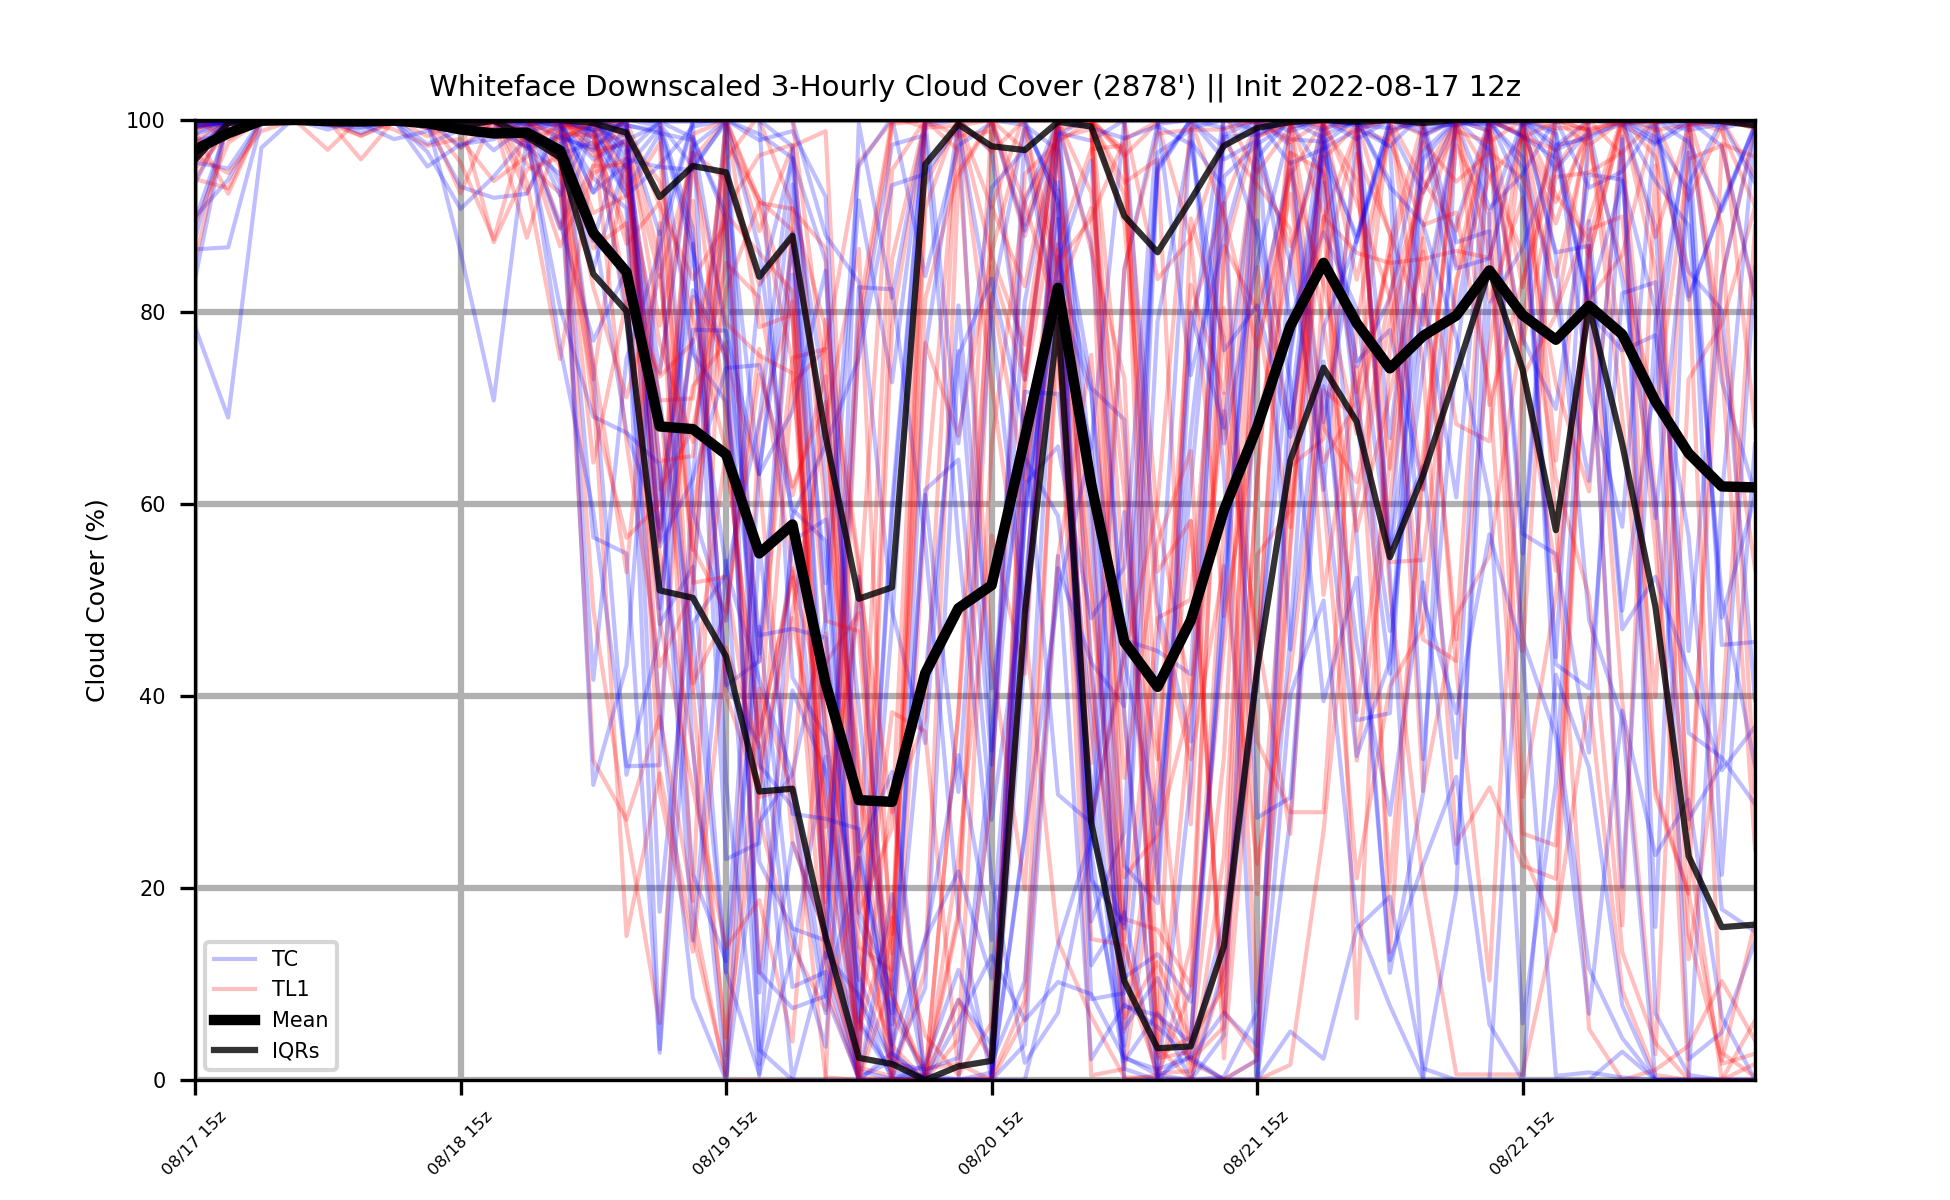 Whiteface Downscaled 3-Hourly Cloud Cover (2878') || Init 2022-08-17 12z
Cloud Cover (%)
100
80
60
40
20
0
TC
TL1
Mean
IQRs
08/17 15z
08/18 15z
08/19 15z
08/20 15z
08/21 15z
08/22 15z